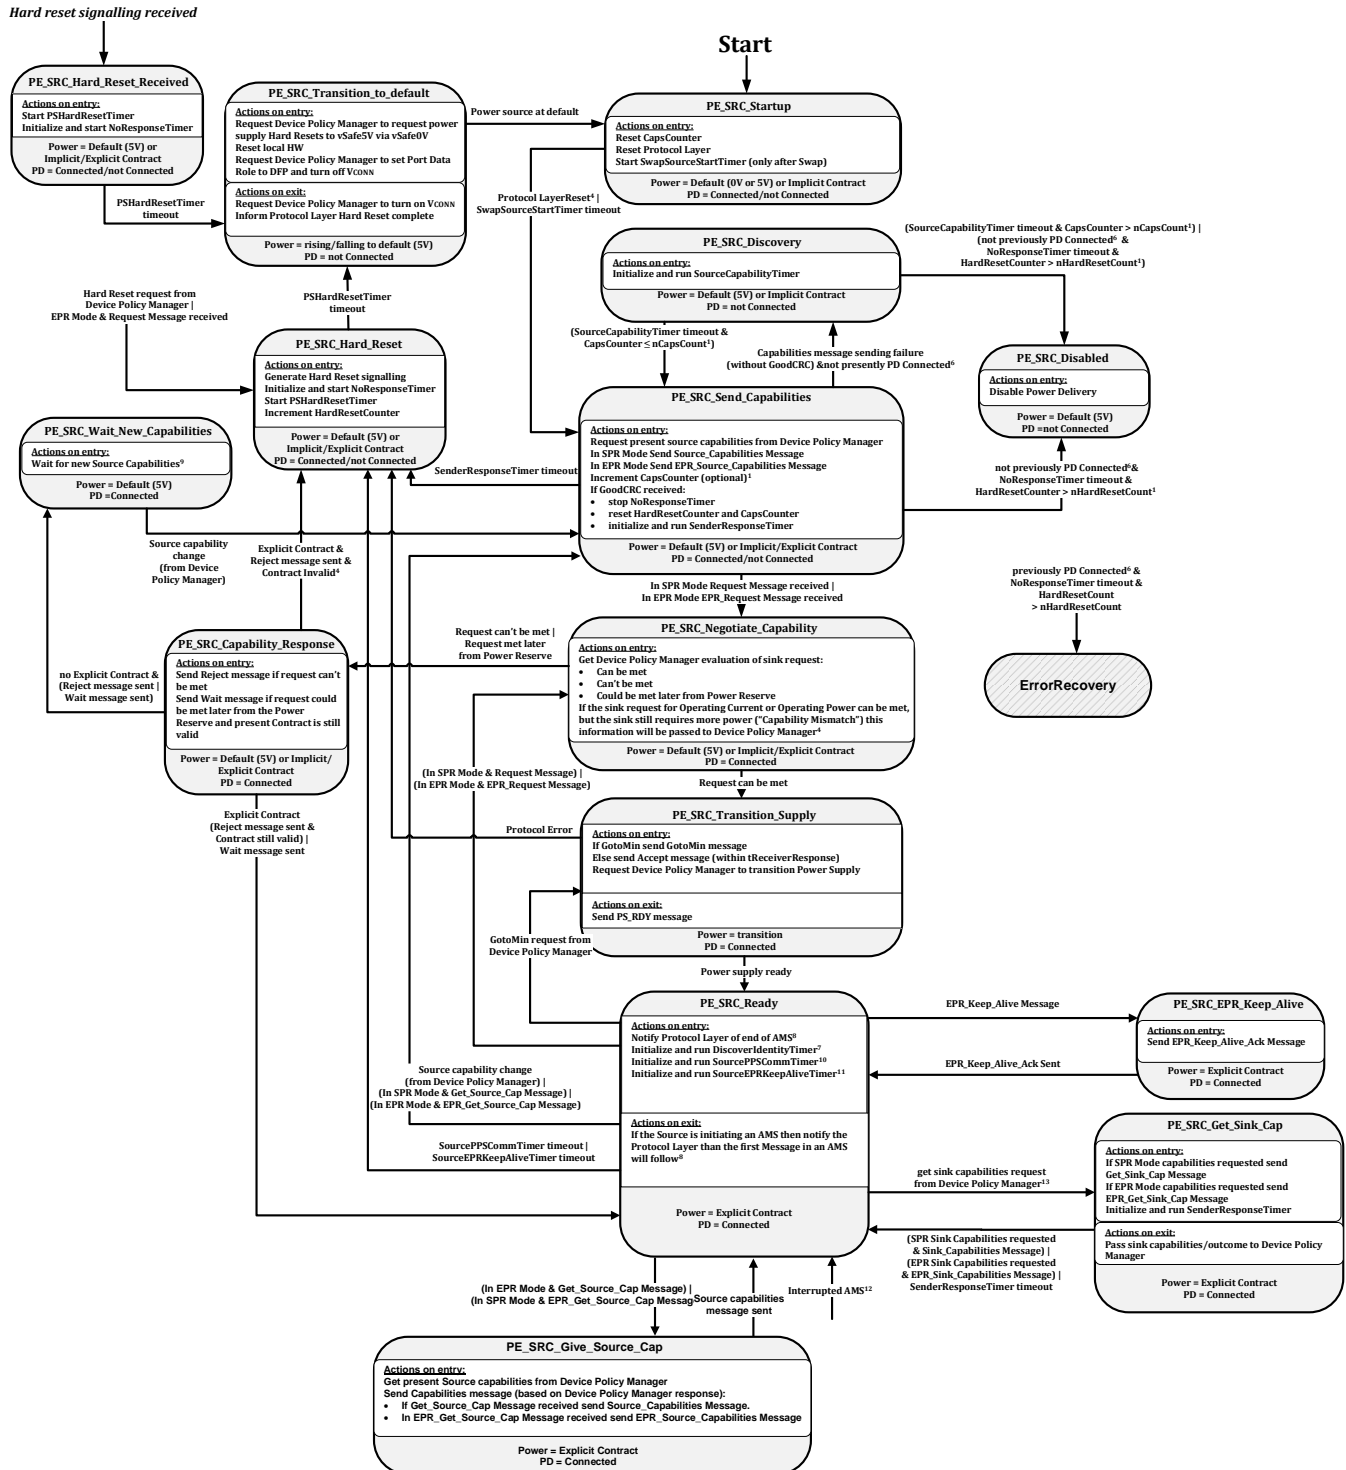 Hard reset signalling received
Start
PE_SRC_Hard_Reset_Received
Actions on entry:
Start PSHardResetTimer
Initialize and start NoResponseTimer
Power = Default (5V) or
Implicit/Explicit Contract
PD = Connected/not Connected
PSHardResetTimer
timeout
PE_SRC_Transition_to_default
Actions on entry:
Request Device Policy Manager to request power
supply Hard Resets to vSafe5V via vSafe0V
Reset local HW
Request Device Policy Manager to set Port Data
Role to DFP and turn off VCONN
Actions on exit:
Request Device Policy Manager to turn on VCONN
Inform Protocol Layer Hard Reset complete
Power = rising/falling to default (5V)
PD = not Connected
Power source at default
PE_SRC_Startup
Actions on entry:
Reset CapsCounter
Reset Protocol Layer
Start SwapSourceStartTimer (only after Swap)
Power = Default (0V or 5V) or Implicit Contract
PD = Connected/not Connected
Protocol LayerReset⁴ |
SwapSourceStartTimer timeout
PE_SRC_Discovery
Actions on entry:
Initialize and run SourceCapabilityTimer
Power = Default (5V) or Implicit Contract
PD = not Connected
(SourceCapabilityTimer timeout & CapsCounter > nCapsCount¹) |
(not previously PD Connected⁶ &
NoResponseTimer timeout &
HardResetCounter > nHardResetCount¹)
Hard Reset request from
Device Policy Manager |
EPR Mode & Request Message received
PSHardResetTimer
timeout
PE_SRC_Hard_Reset
Actions on entry:
Generate Hard Reset signalling
Initialize and start NoResponseTimer
Start PSHardResetTimer
Increment HardResetCounter
Power = Default (5V) or
Implicit/Explicit Contract
PD = Connected/not Connected
(SourceCapabilityTimer timeout &
CapsCounter ≤ nCapsCount¹)
Capabilities message sending failure
(without GoodCRC) &not presently PD Connected⁶
PE_SRC_Disabled
Actions on entry:
Disable Power Delivery
Power = Default (5V)
PD =not Connected
PE_SRC_Wait_New_Capabilities
Actions on entry:
Wait for new Source Capabilities⁹
Power = Default (5V)
PD =Connected
SenderResponseTimer timeout
PE_SRC_Send_Capabilities
Actions on entry:
Request present source capabilities from Device Policy Manager
In SPR Mode Send Source_Capabilities Message
In EPR Mode Send EPR_Source_Capabilities Message
Increment CapsCounter (optional)¹
If GoodCRC received:
• stop NoResponseTimer
• reset HardResetCounter and CapsCounter
• initialize and run SenderResponseTimer
Power = Default (5V) or Implicit/Explicit Contract
PD = Connected/not Connected
not previously PD Connected⁶&
NoResponseTimer timeout &
HardResetCounter > nHardResetCount¹
Source capability
change
(from Device
Policy Manager)
Explicit Contract &
Reject message sent &
Contract Invalid⁴
In SPR Mode Request Message received |
In EPR Mode EPR_Request Message received
previously PD Connected⁶ &
NoResponseTimer timeout &
HardResetCount
> nHardResetCount
ErrorRecovery
PE_SRC_Capability_Response
Actions on entry:
Send Reject message if request can't
be met
Send Wait message if request could
be met later from the Power
Reserve and present Contract is still
valid
Power = Default (5V) or Implicit/
Explicit Contract
PD = Connected
no Explicit Contract &
(Reject message sent |
Wait message sent)
Request can't be met |
Request met later
from Power Reserve
PE_SRC_Negotiate_Capability
Actions on entry:
Get Device Policy Manager evaluation of sink request:
• Can be met
• Can't be met
• Could be met later from Power Reserve
If the sink request for Operating Current or Operating Power can be met,
but the sink still requires more power ("Capability Mismatch") this
information will be passed to Device Policy Manager⁴
Power = Default (5V) or Implicit/Explicit Contract
PD = Connected
(In SPR Mode & Request Message) |
(In EPR Mode & EPR_Request Message)
Request can be met
Explicit Contract
(Reject message sent &
Contract still valid) |
Wait message sent
Protocol Error
PE_SRC_Transition_Supply
Actions on entry:
If GotoMin send GotoMin message
Else send Accept message (within tReceiverResponse)
Request Device Policy Manager to transition Power Supply
Actions on exit:
Send PS_RDY message
Power = transition
PD = Connected
GotoMin request from
Device Policy Manager
Power supply ready
PE_SRC_Ready
Actions on entry:
Notify Protocol Layer of end of AMS⁸
Initialize and run DiscoverIdentityTimer⁷
Initialize and run SourcePPSCommTimer¹⁰
Initialize and run SourceEPRKeepAliveTimer¹¹
Actions on exit:
If the Source is initiating an AMS then notify the
Protocol Layer than the first Message in an AMS
will follow⁸
Power = Explicit Contract
PD = Connected
EPR_Keep_Alive Message
EPR_Keep_Alive_Ack Sent
PE_SRC_EPR_Keep_Alive
Actions on entry:
Send EPR_Keep_Alive_Ack Message
Power = Explicit Contract
PD = Connected
Source capability change
(from Device Policy Manager) |
(In SPR Mode & Get_Source_Cap Message) |
(In EPR Mode & EPR_Get_Source_Cap Message)
SourcePPSCommTimer timeout |
SourceEPRKeepAliveTimer timeout
get sink capabilities request
from Device Policy Manager¹³
PE_SRC_Get_Sink_Cap
Actions on entry:
If SPR Mode capabilities requested send
Get_Sink_Cap Message
If EPR Mode capabilities requested send
EPR_Get_Sink_Cap Message
Initialize and run SenderResponseTimer
Actions on exit:
Pass sink capabilities/outcome to Device Policy
Manager
Power = Explicit Contract
PD = Connected
(SPR Sink Capabilities requested
& Sink_Capabilities Message) |
(EPR Sink Capabilities requested
& EPR_Sink_Capabilities Message) |
SenderResponseTimer timeout
(In EPR Mode & Get_Source_Cap Message) |
(In SPR Mode & EPR_Get_Source_Cap Messag
Source capabilities
message sent
Interrupted AMS¹²
PE_SRC_Give_Source_Cap
Actions on entry:
Get present Source capabilities from Device Policy Manager
Send Capabilities message (based on Device Policy Manager response):
• If Get_Source_Cap Message received send Source_Capabilities Message.
• In EPR_Get_Source_Cap Message received send EPR_Source_Capabilities Message
Power = Explicit Contract
PD = Connected